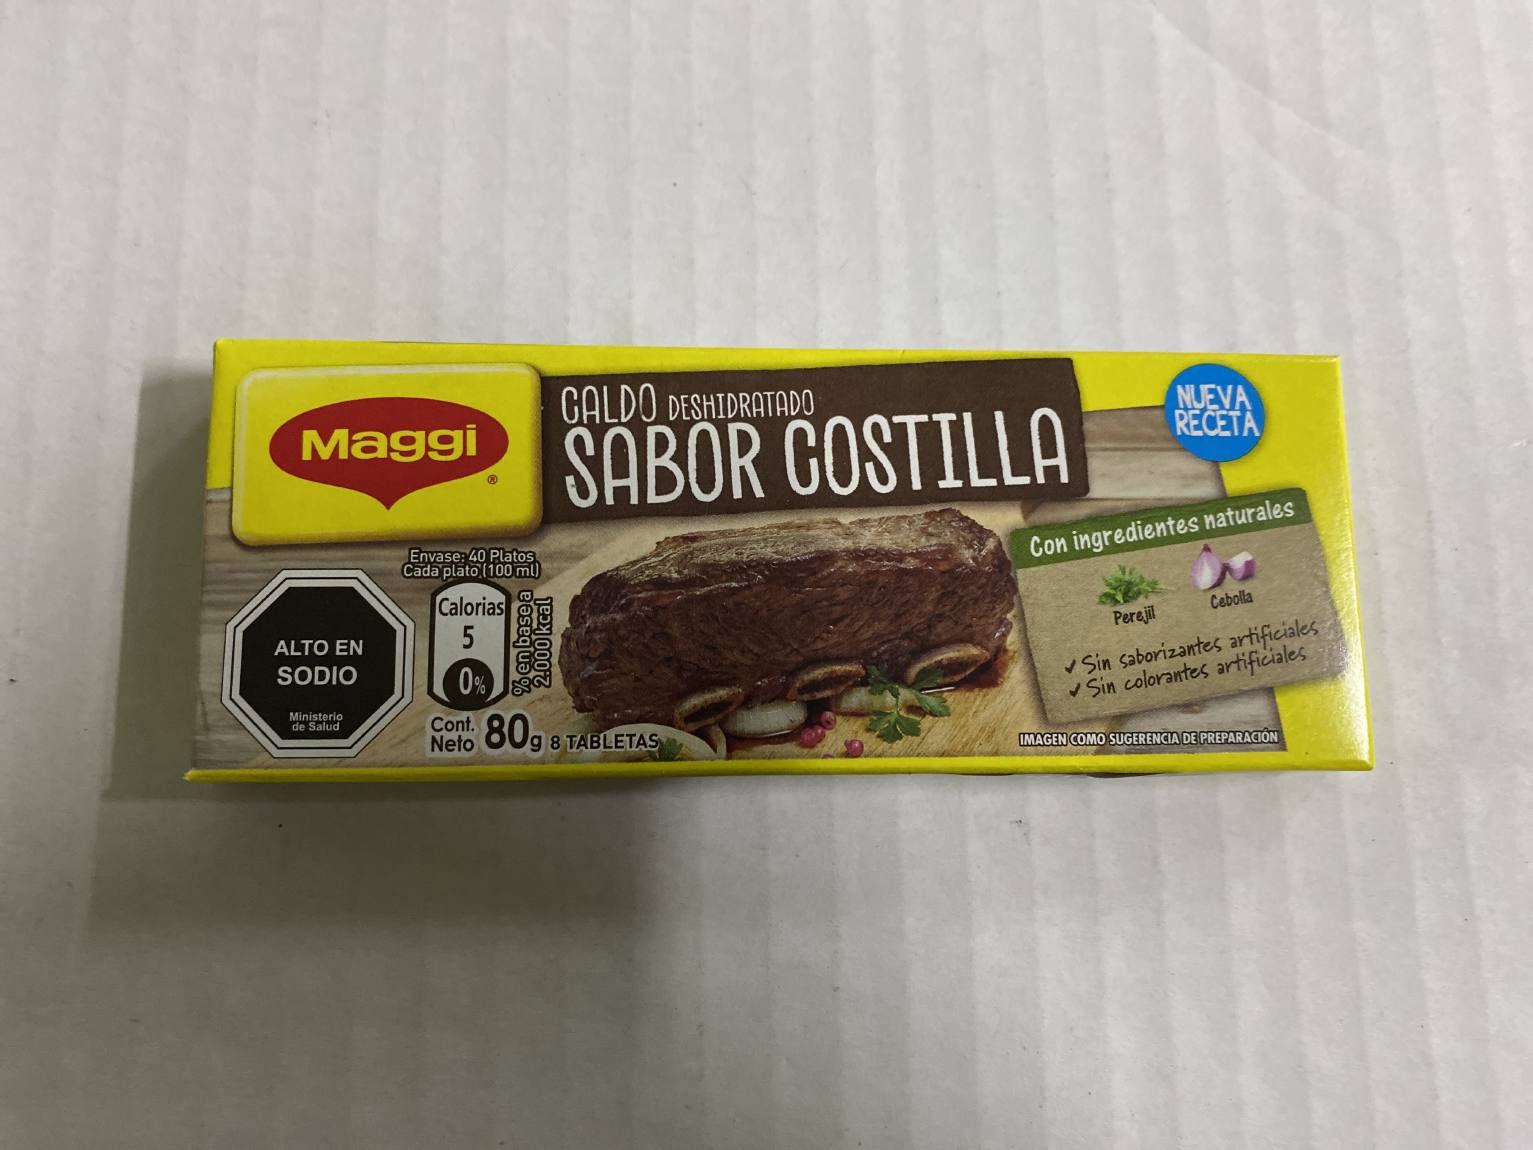 Maggi
®
CALDO DESHIDRATADO
SABOR COSTILLA
NUEVA
RECETA
Con ingredientes naturales
Perejil
Cebolla
✓ Sin saborizantes artificiales
✓ Sin colorantes artificiales
Envase: 40 Platos
Cada plato (100 ml)
Calorías
5
0%
% en base a
2.000 kcal
ALTO EN
SODIO
Ministerio
de Salud
Cont.
Neto 80g 8 TABLETAS
IMAGEN COMO SUGERENCIA DE PREPARACIÓN